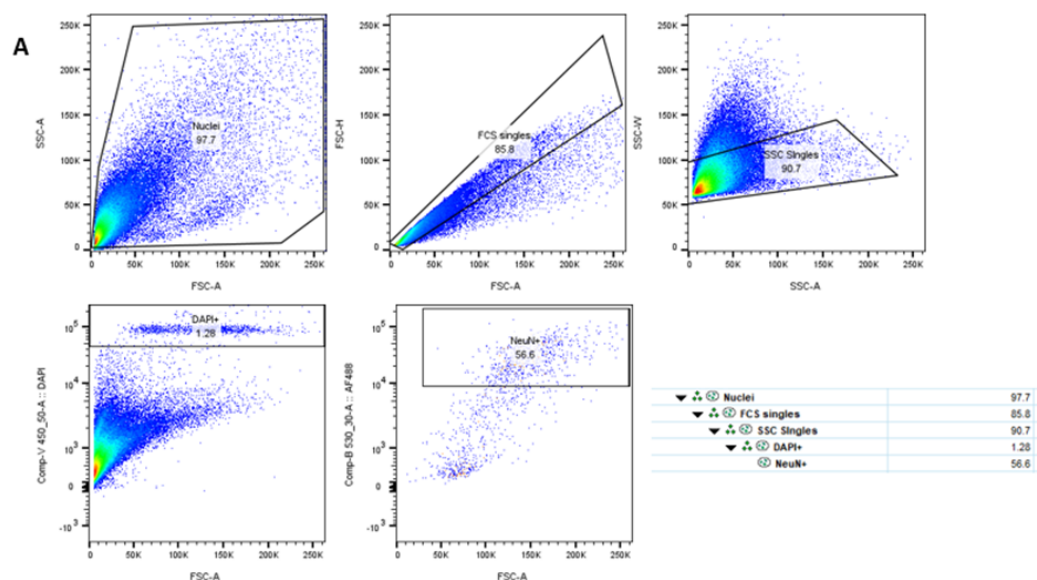 A
250K
200K
150K
100K
50K
0
SSC-A
Nuclei
97.7
0 50K 100K 150K 200K 250K
FSC-A
250K
200K
150K
100K
50K
0
FSC-H
FCS singles
85.8
0 50K 100K 150K 200K 250K
FSC-A
250K
200K
150K
100K
50K
0
SSC-W
SSC SIngles
90.7
0 50K 100K 150K 200K 250K
SSC-A
10⁵
10⁴
10³
0
-10³
Comp-V 450_50-A :: DAPI
DAPI+
1.28
0 50K 100K 150K 200K 250K
FSC-A
10⁵
10⁴
10³
0
-10³
Comp-B 530_30-A :: AF488
NeuN+
56.6
0 50K 100K 150K 200K 250K
FSC-A
Nuclei 97.7
FCS singles 85.8
SSC SIngles 90.7
DAPI+ 1.28
NeuN+ 56.6